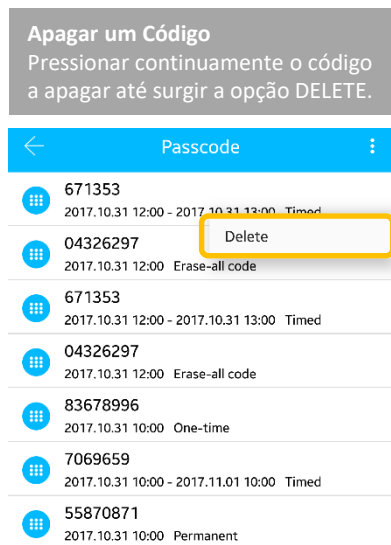 Apagar um Código
Pressionar continuamente o código
a apagar até surgir a opção DELETE.
Passcode
671353
2017.10.31 12:00 - 2017.10.31 13:00 Timed
Delete
04326297
2017.10.31 12:00 Erase-all code
671353
2017.10.31 12:00 - 2017.10.31 13:00 Timed
04326297
2017.10.31 12:00 Erase-all code
83678996
2017.10.31 10:00 One-time
7069659
2017.10.31 10:00 - 2017.11.01 10:00 Timed
55870871
2017.10.31 10:00 Permanent